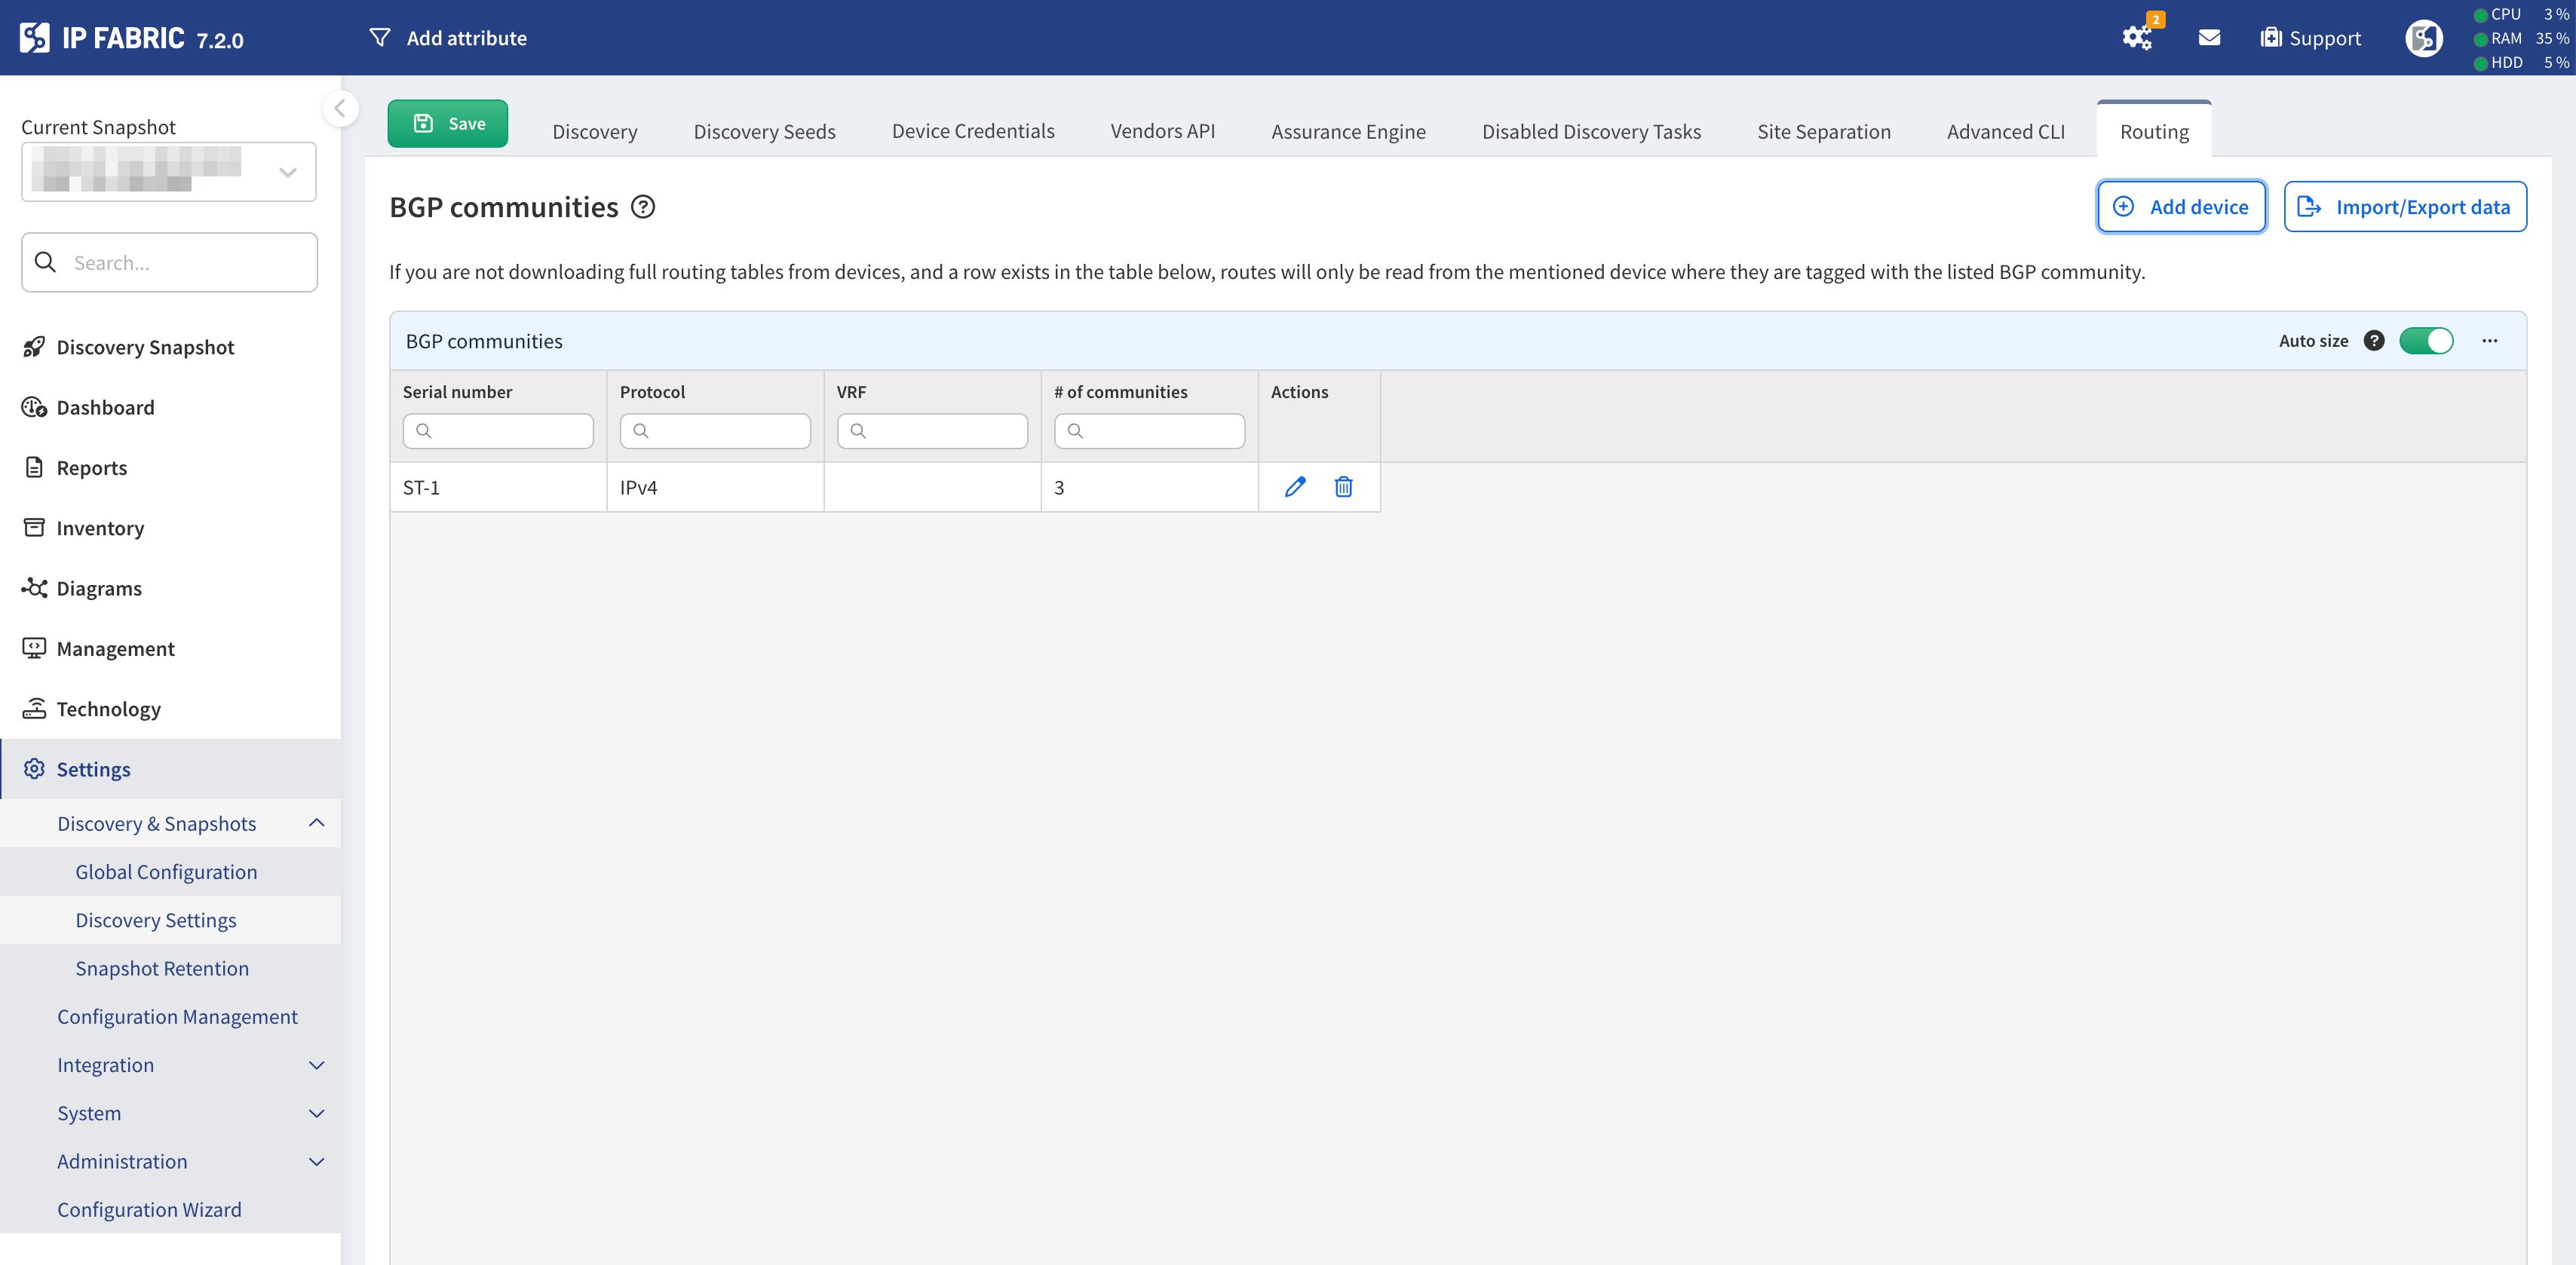 IP FABRIC 7.2.0
Add attribute
2
Support
CPU 3 %
RAM 35 %
HDD 5 %
Current Snapshot
Search...
Discovery Snapshot
Dashboard
Reports
Inventory
Diagrams
Management
Technology
Settings
Discovery & Snapshots
Global Configuration
Discovery Settings
Snapshot Retention
Configuration Management
Integration
System
Administration
Configuration Wizard
Save
Discovery
Discovery Seeds
Device Credentials
Vendors API
Assurance Engine
Disabled Discovery Tasks
Site Separation
Advanced CLI
Routing
BGP communities ?
Add device
Import/Export data
If you are not downloading full routing tables from devices, and a row exists in the table below, routes will only be read from the mentioned device where they are tagged with the listed BGP community.
BGP communities
Auto size ?
Serial number Protocol VRF # of communities Actions
ST-1 IPv4 3